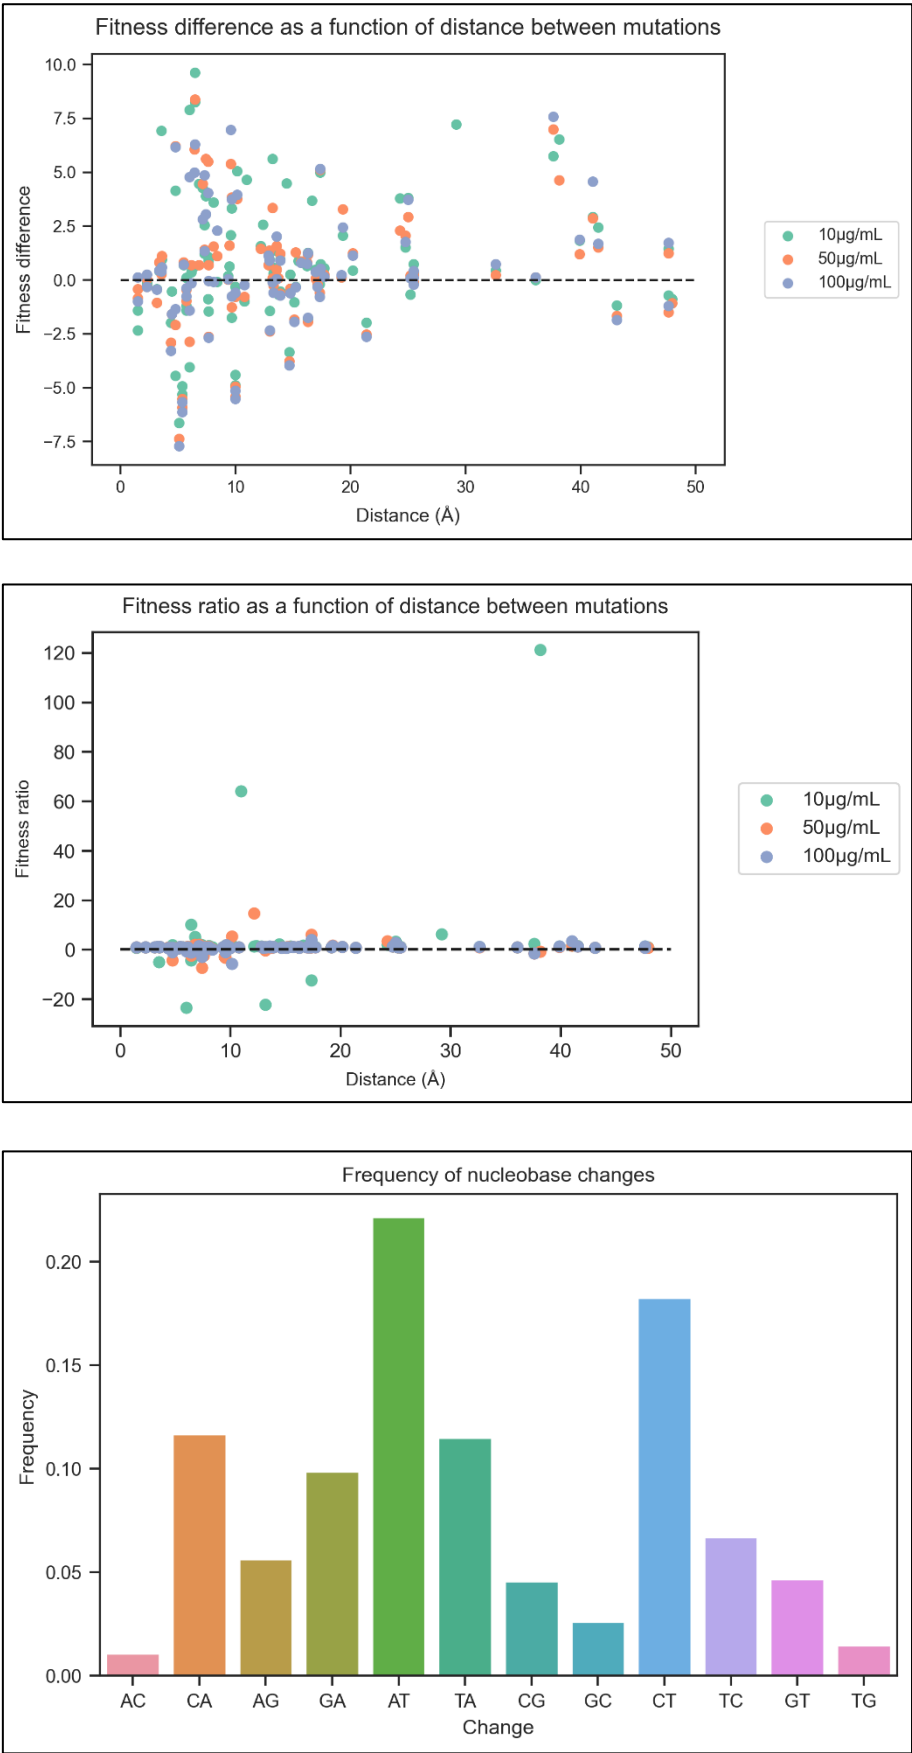 Fitness difference as a function of distance between mutations
10.0
7.5
5.0
2.5
0.0
−2.5
−5.0
−7.5
Fitness difference
0 10 20 30 40 50
Distance (Å)
10µg/mL
50µg/mL
100µg/mL
Fitness ratio as a function of distance between mutations
120
100
80
60
40
20
0
−20
Fitness ratio
0 10 20 30 40 50
Distance (Å)
10µg/mL
50µg/mL
100µg/mL
Frequency of nucleobase changes
0.20
0.15
0.10
0.05
0.00
Frequency
AC CA AG GA AT TA CG GC CT TC GT TG
Change